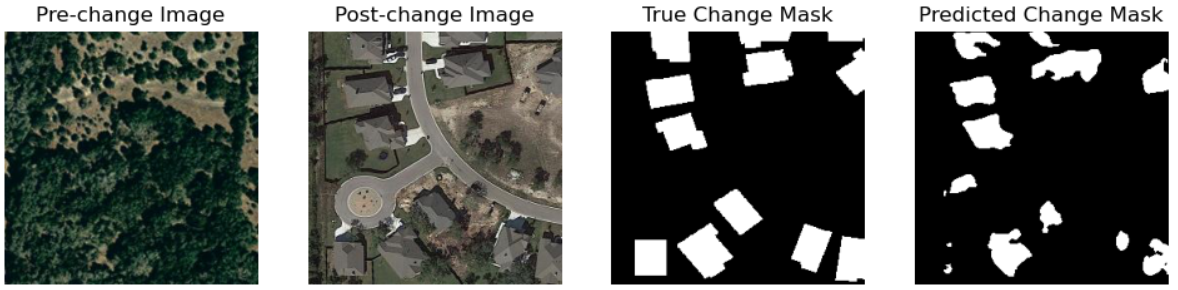 Pre-change Image
Post-change Image
True Change Mask
Predicted Change Mask